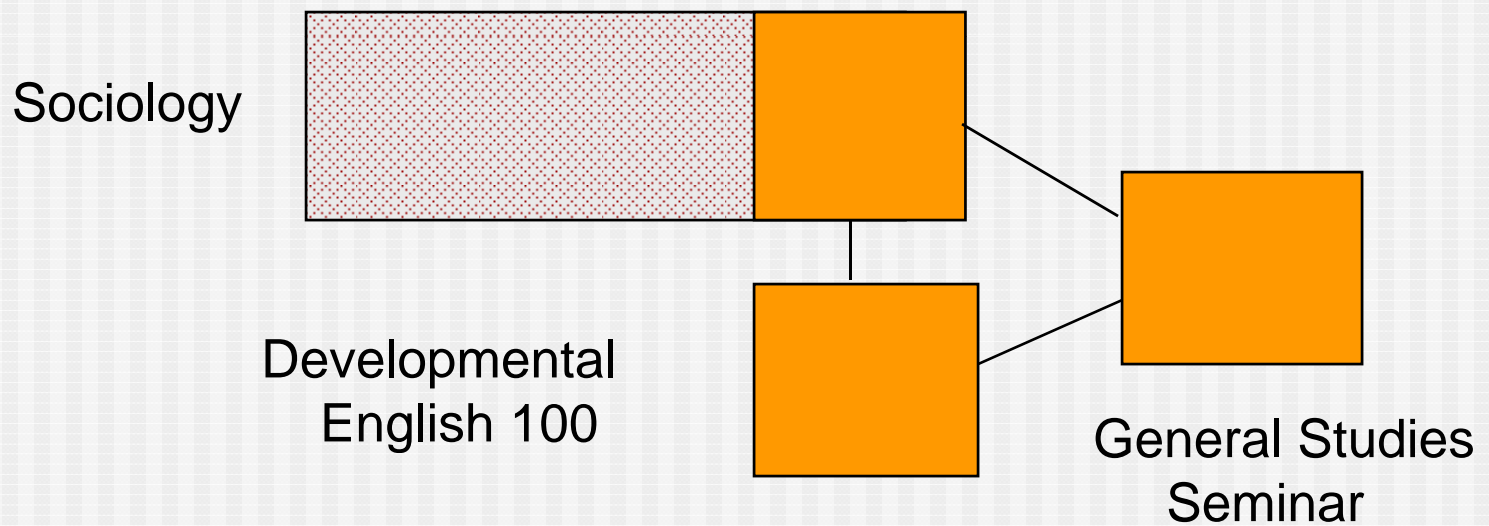 Sociology
Developmental
English 100
General Studies
Seminar